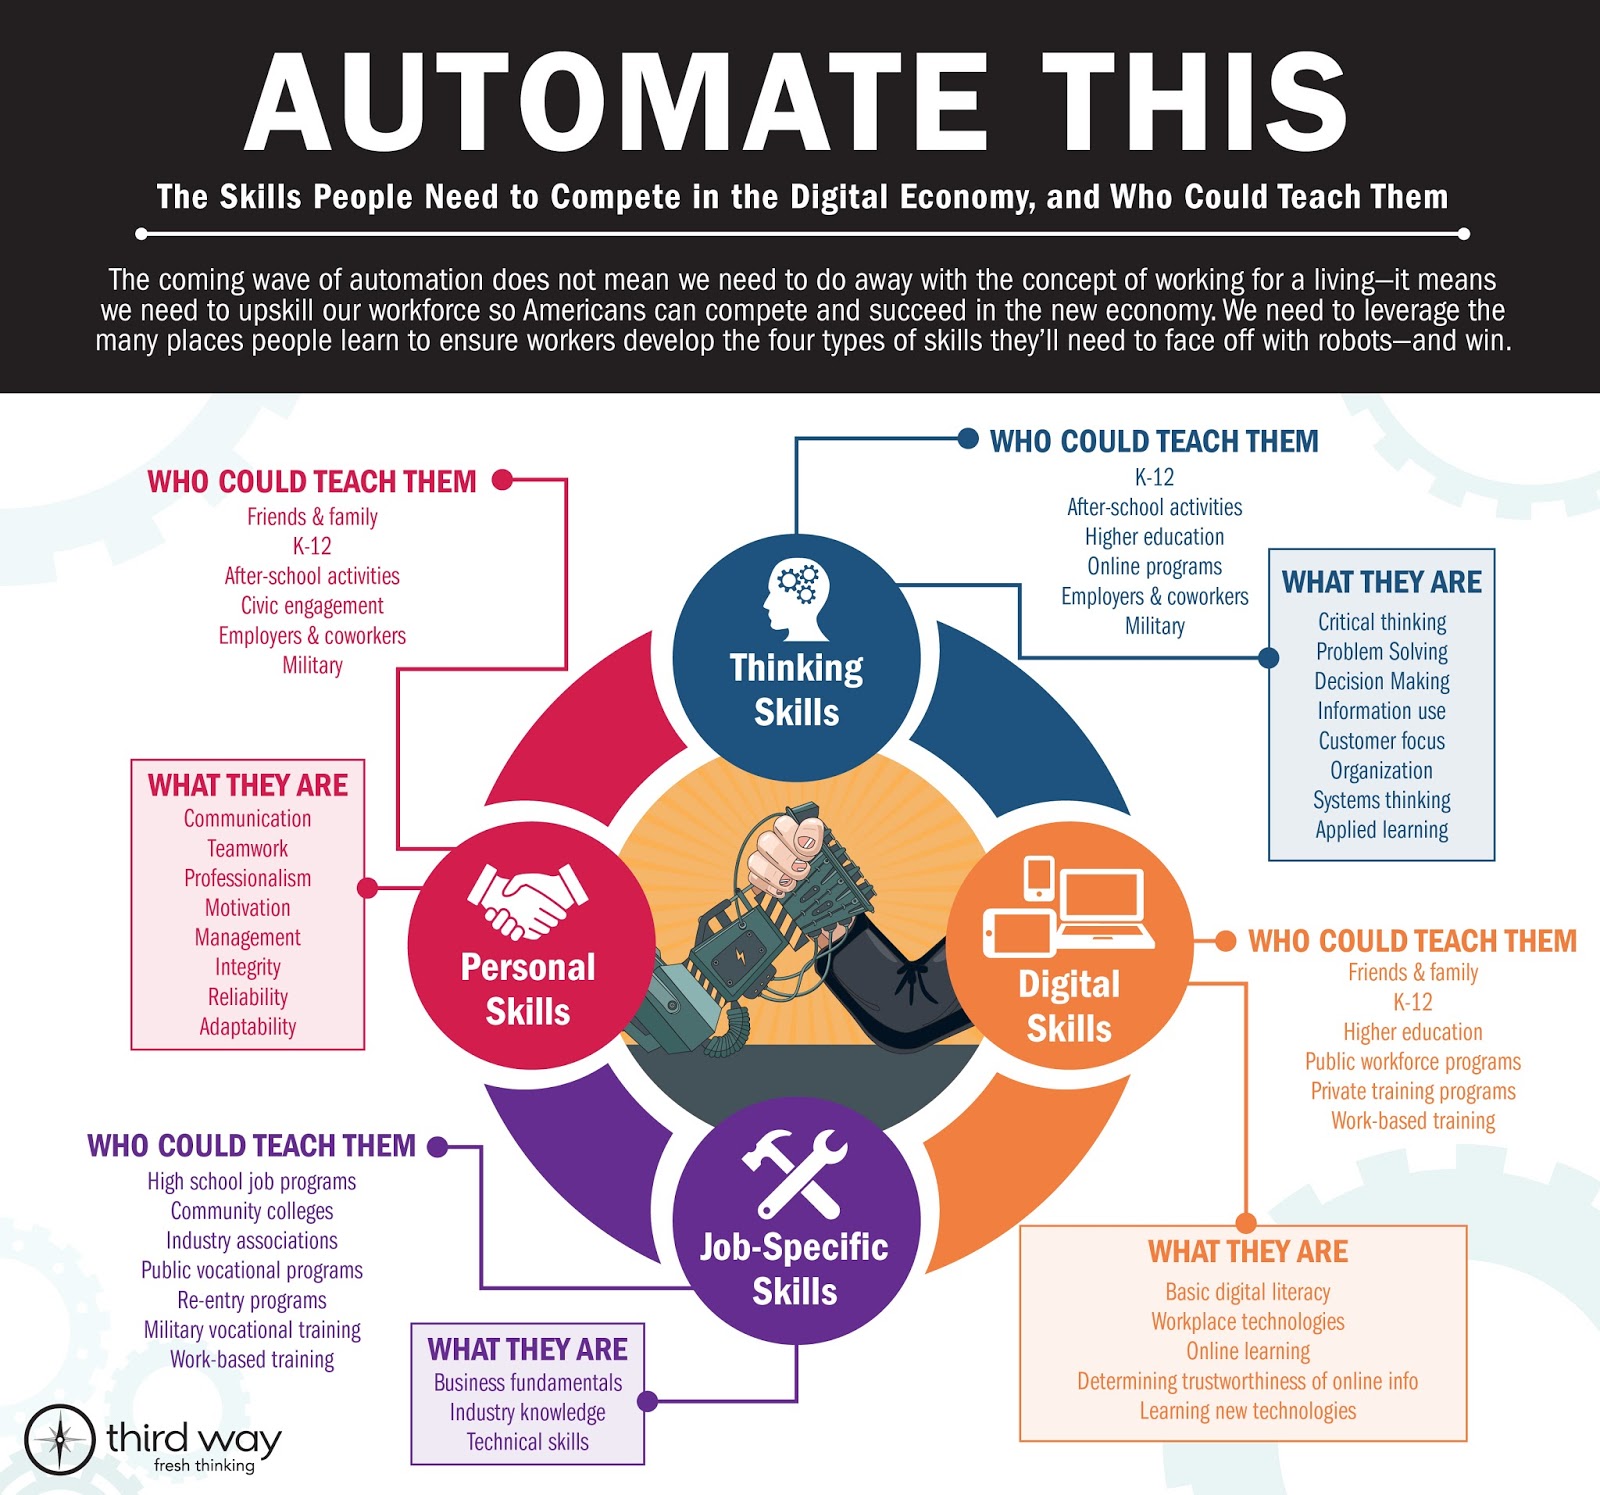 AUTOMATE THIS
The Skills People Need to Compete in the Digital Economy, and Who Could Teach Them
The coming wave of automation does not mean we need to do away with the concept of working for a living—it means
we need to upskill our workforce so Americans can compete and succeed in the new economy. We need to leverage the
many places people learn to ensure workers develop the four types of skills they'll need to face off with robots—and win.
WHO COULD TEACH THEM
K-12
After-school activities
Higher education
Online programs
Employers & coworkers
Military
WHAT THEY ARE
Critical thinking
Problem Solving
Decision Making
Information use
Customer focus
Organization
Systems thinking
Applied learning
Thinking
Skills
WHO COULD TEACH THEM
Friends & family
K-12
After-school activities
Civic engagement
Employers & coworkers
Military
WHAT THEY ARE
Communication
Teamwork
Professionalism
Motivation
Management
Integrity
Reliability
Adaptability
Personal
Skills
Digital
Skills
WHO COULD TEACH THEM
Friends & family
K-12
Higher education
Public workforce programs
Private training programs
Work-based training
WHAT THEY ARE
Basic digital literacy
Workplace technologies
Online learning
Determining trustworthiness of online info
Learning new technologies
WHO COULD TEACH THEM
High school job programs
Community colleges
Industry associations
Public vocational programs
Re-entry programs
Military vocational training
Work-based training
Job-Specific
Skills
WHAT THEY ARE
Business fundamentals
Industry knowledge
Technical skills
third way
fresh thinking